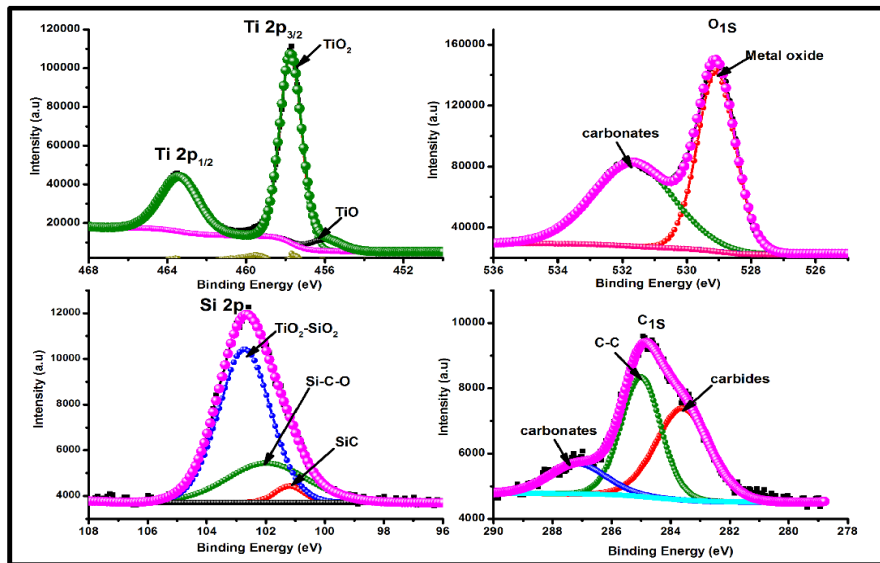 Ti 2p3/2
TiO2
Ti 2p1/2
TiO
120000
100000
80000
60000
40000
20000
Intensity (a.u)
468 464 460 456 452
Binding Energy (eV)
O1S
Metal oxide
carbonates
160000
120000
80000
40000
Intensity (a.u)
536 534 532 530 528 526
Binding Energy (eV)
Si 2p
TiO2-SiO2
Si-C-O
SiC
12000
10000
8000
6000
4000
Intensity (a.u)
108 106 104 102 100 98 96
Binding Energy (eV)
C1S
C-C
carbides
carbonates
10000
8000
6000
4000
Intensity (a.u)
290 288 286 284 282 280 278
Binding Energy (eV)